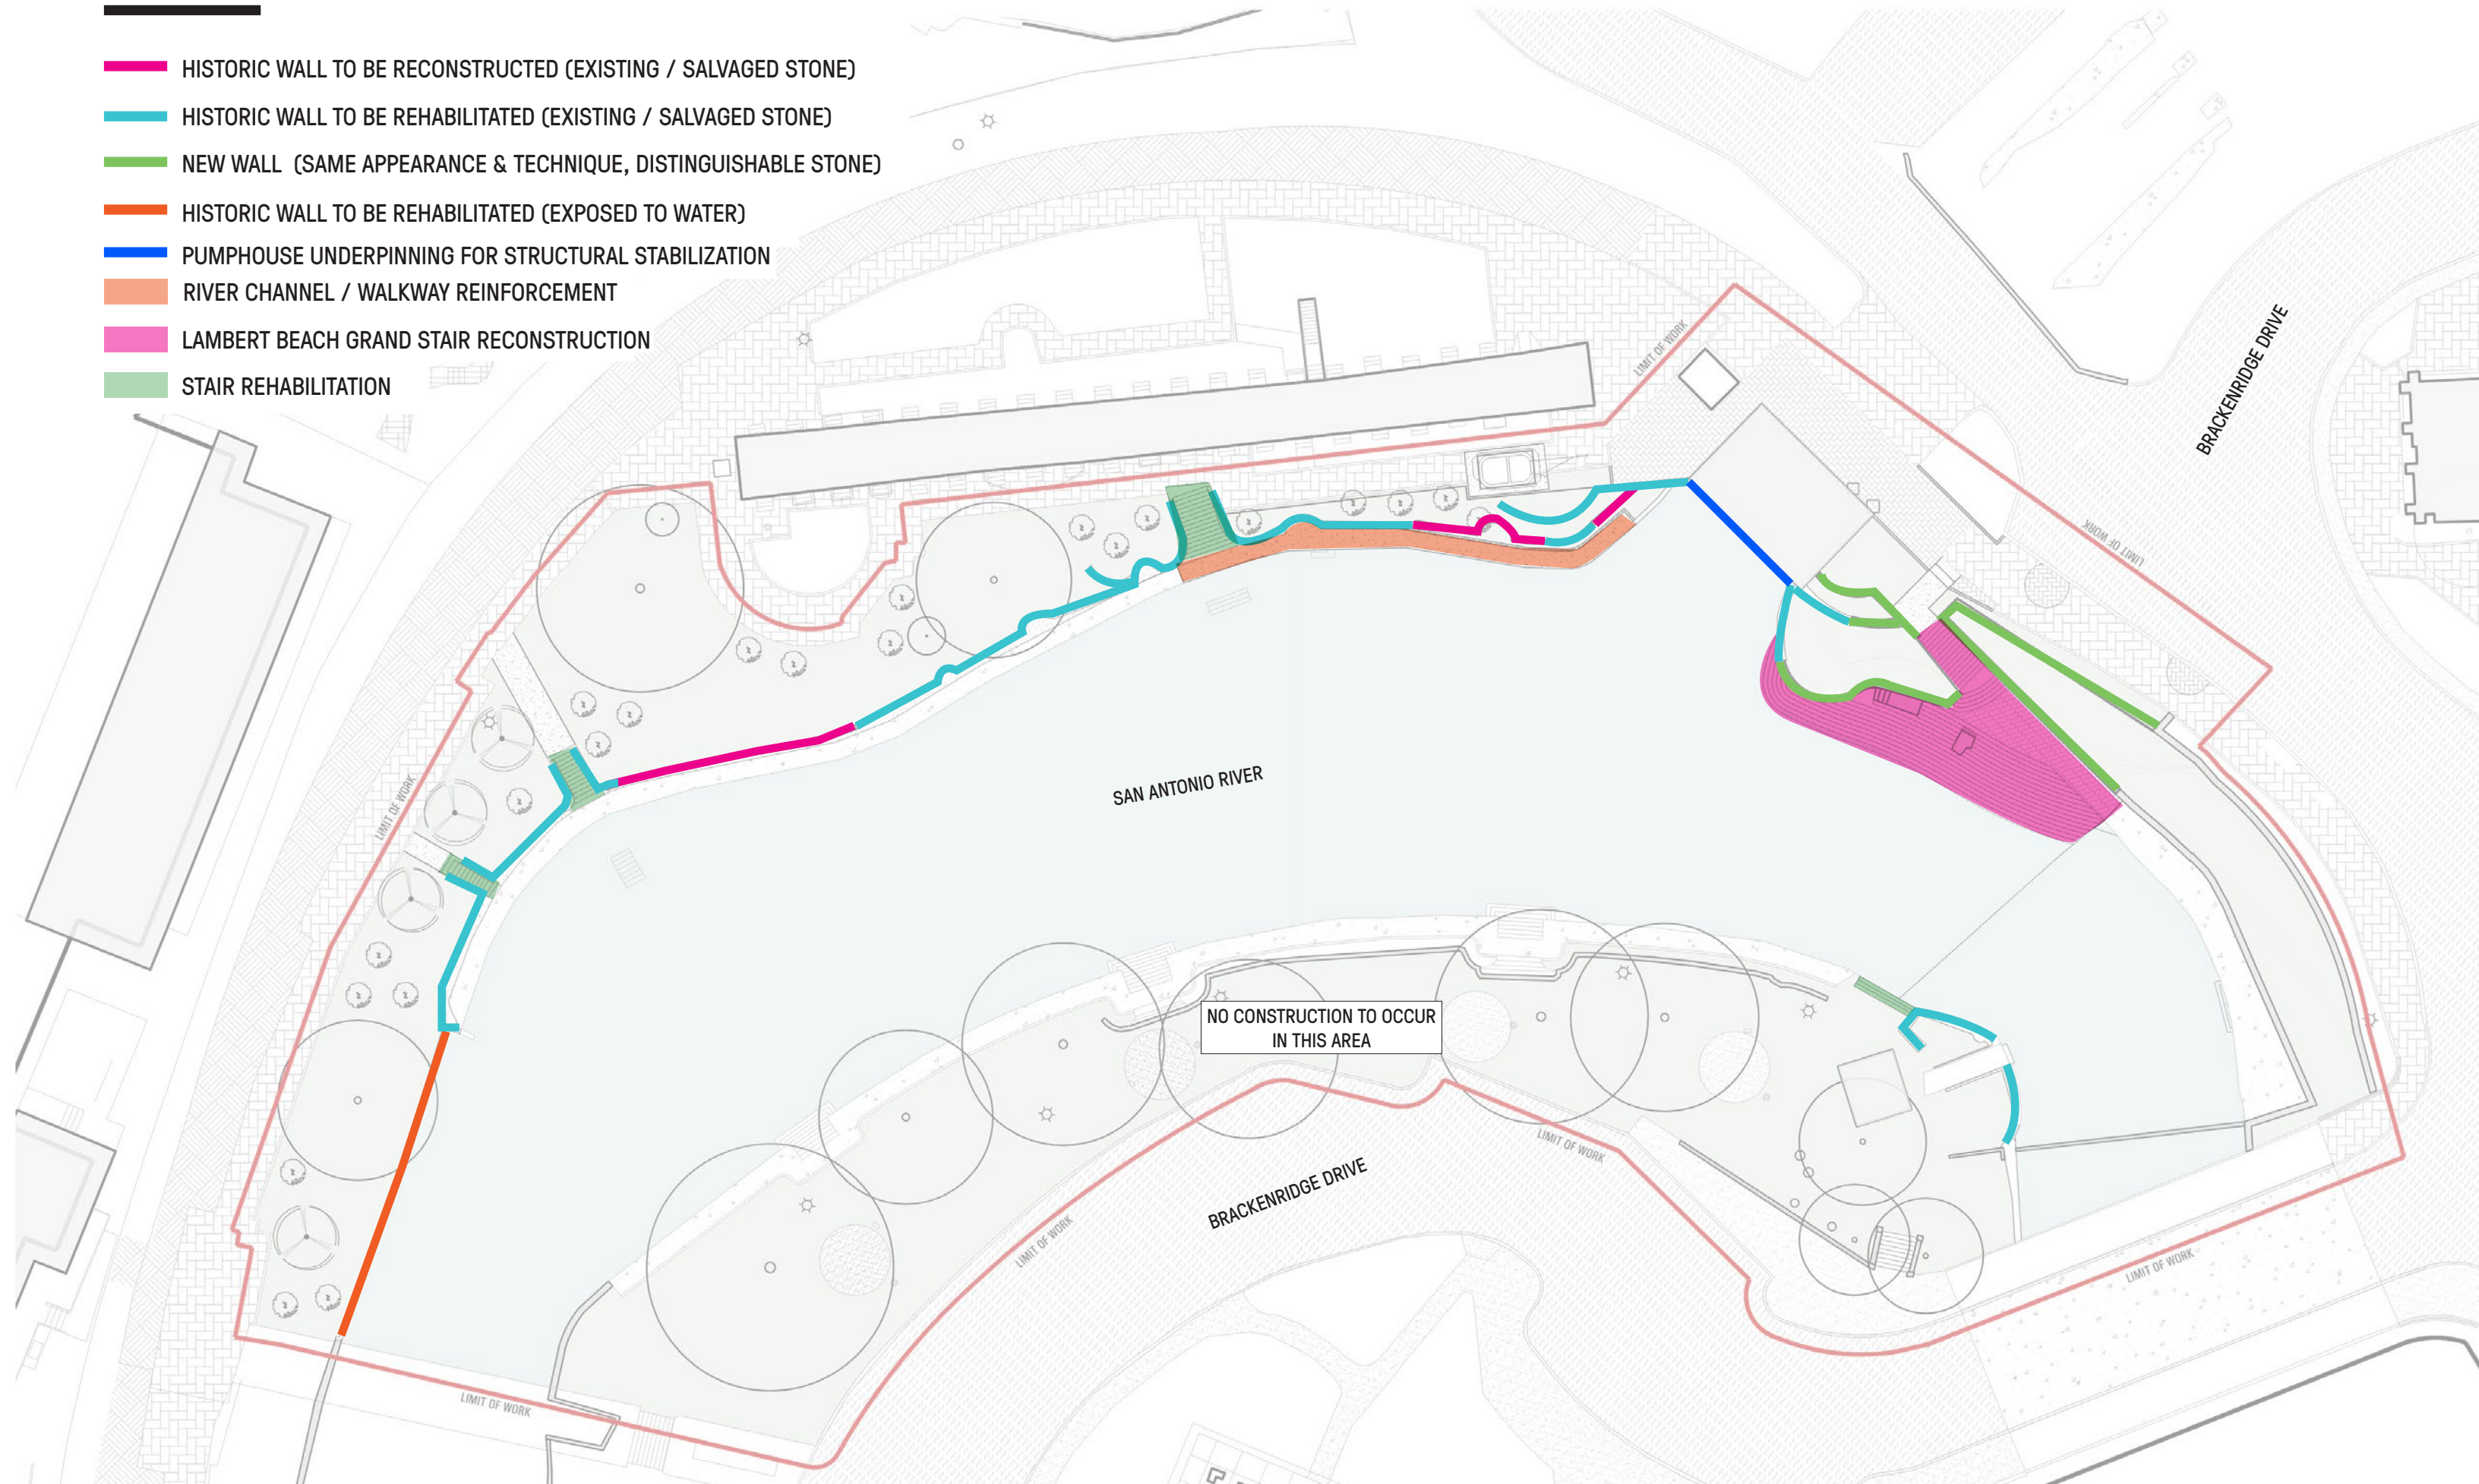 HISTORIC WALL TO BE RECONSTRUCTED (EXISTING / SALVAGED STONE)
HISTORIC WALL TO BE REHABILITATED (EXISTING / SALVAGED STONE)
NEW WALL (SAME APPEARANCE & TECHNIQUE, DISTINGUISHABLE STONE)
HISTORIC WALL TO BE REHABILITATED (EXPOSED TO WATER)
PUMPHOUSE UNDERPINNING FOR STRUCTURAL STABILIZATION
RIVER CHANNEL / WALKWAY REINFORCEMENT
LAMBERT BEACH GRAND STAIR RECONSTRUCTION
STAIR REHABILITATION
LIMIT OF WORK
BRACKENRIDGE DRIVE
LIMIT OF WORK
LIMIT OF WORK
SAN ANTONIO RIVER
NO CONSTRUCTION TO OCCUR
IN THIS AREA
LIMIT OF WORK
BRACKENRIDGE DRIVE
LIMIT OF WORK
LIMIT OF WORK
LIMIT OF WORK